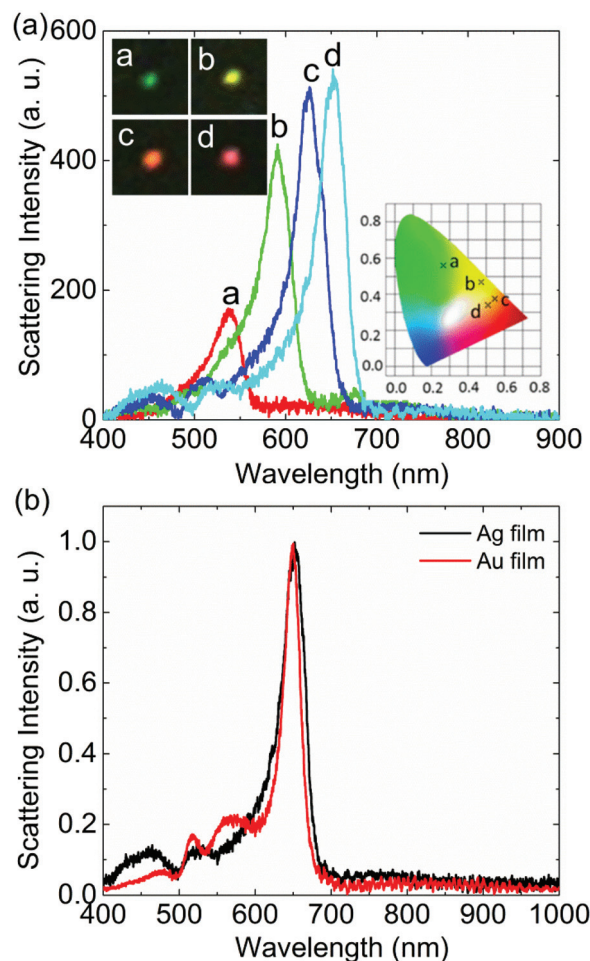 (a)
600
400
200
0
Scattering Intensity (a. u.)
a b
c d
a
b
c
d
0.8
0.6
0.4
0.2
0.0
0.0 0.2 0.4 0.6 0.8
a
b
d c
400 500 600 700 800 900
Wavelength (nm)
(b)
1.0
0.8
0.6
0.4
0.2
0.0
Scattering Intensity (a. u.)
Ag film
Au film
400 500 600 700 800 900 1000
Wavelength (nm)